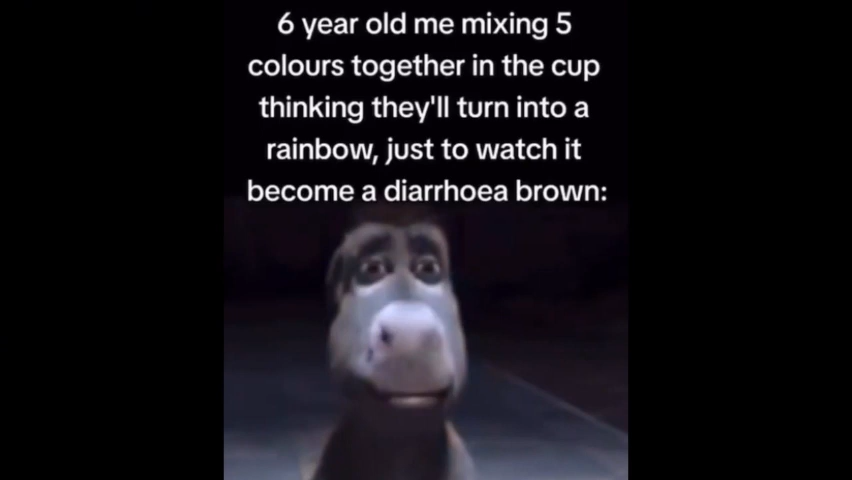 6 year old me mixing 5
colours together in the cup
thinking they'll turn into a
rainbow, just to watch it
become a diarrhoea brown: